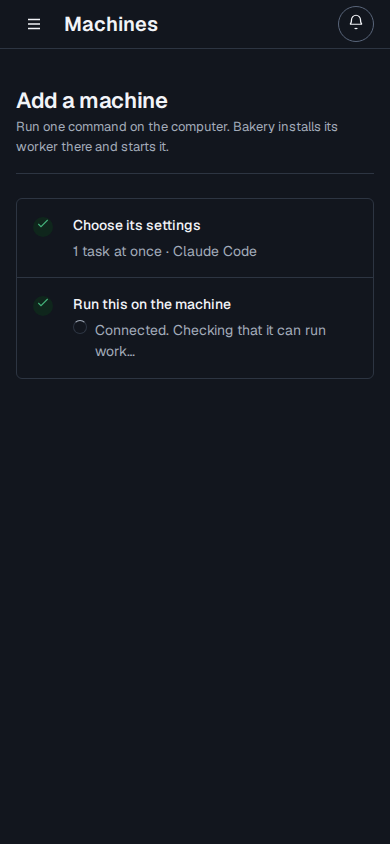 Machines
Add a machine
Run one command on the computer. Bakery installs its
worker there and starts it.
Choose its settings
1 task at once · Claude Code
Run this on the machine
Connected. Checking that it can run
work…